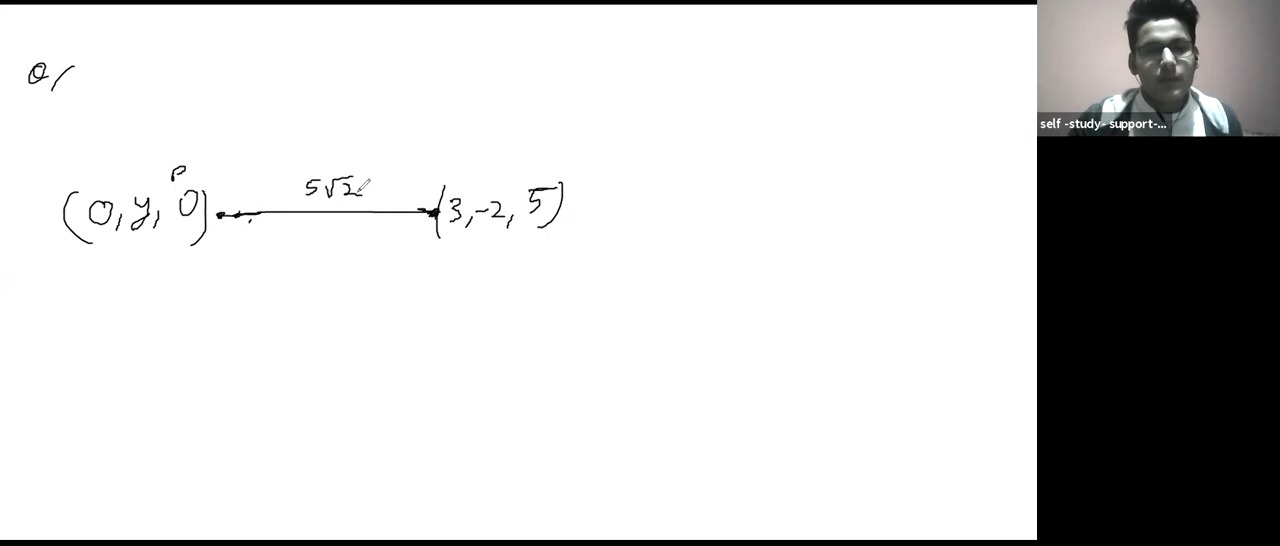 Q/
P
5√2
(0, y, 0) (3, -2, 5)
self -study- support-...